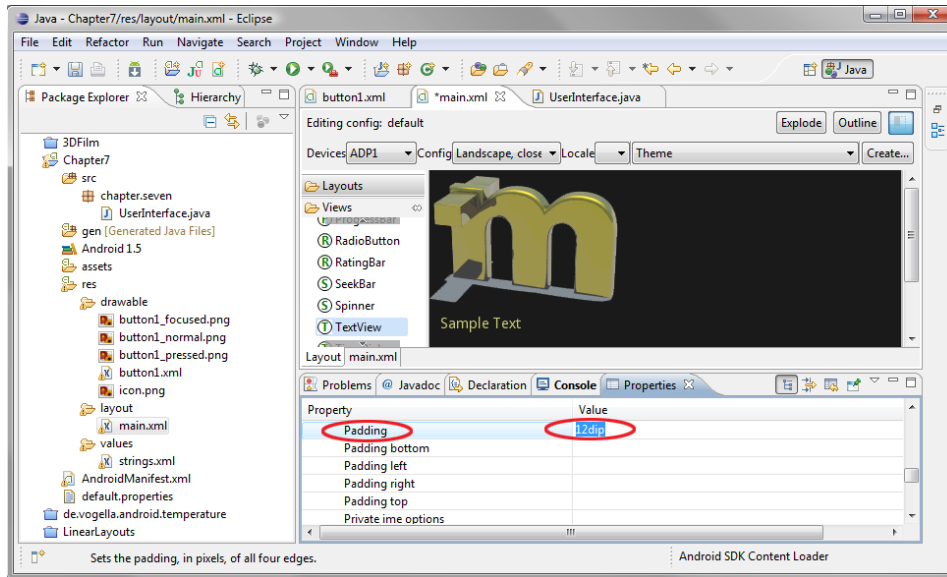 Java - Chapter7/res/layout/main.xml - Eclipse
File Edit Refactor Run Navigate Search Project Window Help
Java
Package Explorer Hierarchy
button1.xml *main.xml UserInterface.java
Editing config: default Explode Outline
Devices ADP1 Config Landscape, close Locale Theme Create...
3DFilm
Chapter7
src
chapter.seven
UserInterface.java
gen [Generated Java Files]
Android 1.5
assets
res
drawable
button1_focused.png
button1_normal.png
button1_pressed.png
button1.xml
icon.png
layout
main.xml
values
strings.xml
AndroidManifest.xml
default.properties
de.vogella.android.temperature
LinearLayouts
Layouts
Views
ProgressBar
RadioButton
RatingBar
SeekBar
Spinner
TextView
m
Sample Text
Layout main.xml
Problems @ Javadoc Declaration Console Properties
Property Value
Padding 12dip
Padding bottom
Padding left
Padding right
Padding top
Private ime options
Sets the padding, in pixels, of all four edges.
Android SDK Content Loader